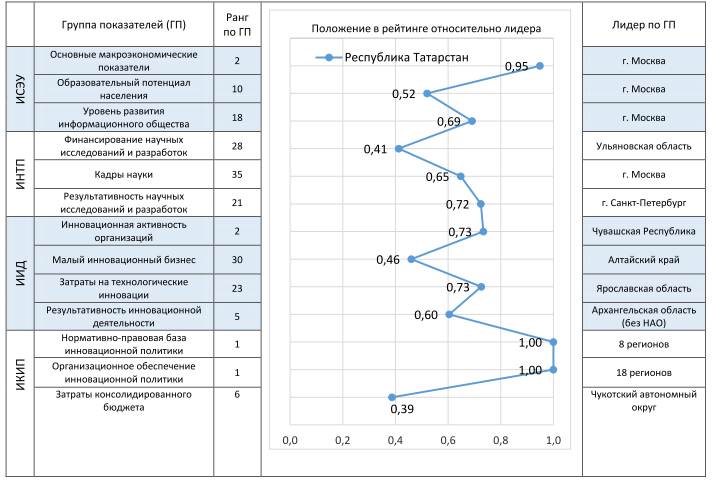 Группа показателей (ГП)
Ранг
по ГП
Положение в рейтинге относительно лидера
Лидер по ГП
Республика Татарстан
ИСЭУ
Основные макроэкономические
показатели
2
0,95
г. Москва
Образовательный потенциал
населения
10
0,52
г. Москва
Уровень развития
информационного общества
18
0,69
г. Москва
ИНТП
Финансирование научных
исследований и разработок
28
0,41
Ульяновская область
Кадры науки
35
0,65
г. Москва
Результативность научных
исследований и разработок
21
0,72
г. Санкт-Петербург
ИИД
Инновационная активность
организаций
2
0,73
Чувашская Республика
Малый инновационный бизнес
30
0,46
Алтайский край
Затраты на технологические
инновации
23
0,73
Ярославская область
Результативность инновационной
деятельности
5
0,60
Архангельская область
(без НАО)
ИКИП
Нормативно-правовая база
инновационной политики
1
1,00
8 регионов
Организационное обеспечение
инновационной политики
1
1,00
18 регионов
Затраты консолидированного
бюджета
6
0,39
Чукотский автономный
округ
0,0 0,2 0,4 0,6 0,8 1,0